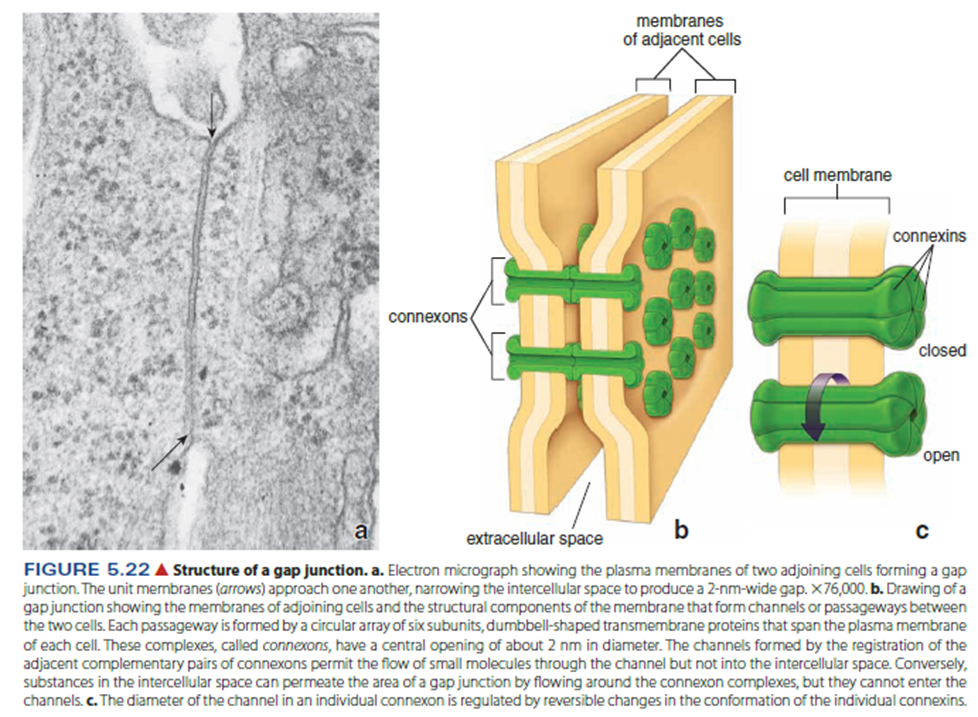 membranes
of adjacent cells
cell membrane
connexins
connexons
closed
open
extracellular space
a
b
c
FIGURE 5.22 ▲ Structure of a gap junction. a. Electron micrograph showing the plasma membranes of two adjoining cells forming a gap
junction. The unit membranes (arrows) approach one another, narrowing the intercellular space to produce a 2-nm-wide gap. ×76,000. b. Drawing of a
gap junction showing the membranes of adjoining cells and the structural components of the membrane that form channels or passageways between
the two cells. Each passageway is formed by a circular array of six subunits, dumbbell-shaped transmembrane proteins that span the plasma membrane
of each cell. These complexes, called connexons, have a central opening of about 2 nm in diameter. The channels formed by the registration of the
adjacent complementary pairs of connexons permit the flow of small molecules through the channel but not into the intercellular space. Conversely,
substances in the intercellular space can permeate the area of a gap junction by flowing around the connexon complexes, but they cannot enter the
channels. c. The diameter of the channel in an individual connexon is regulated by reversible changes in the conformation of the individual connexins.